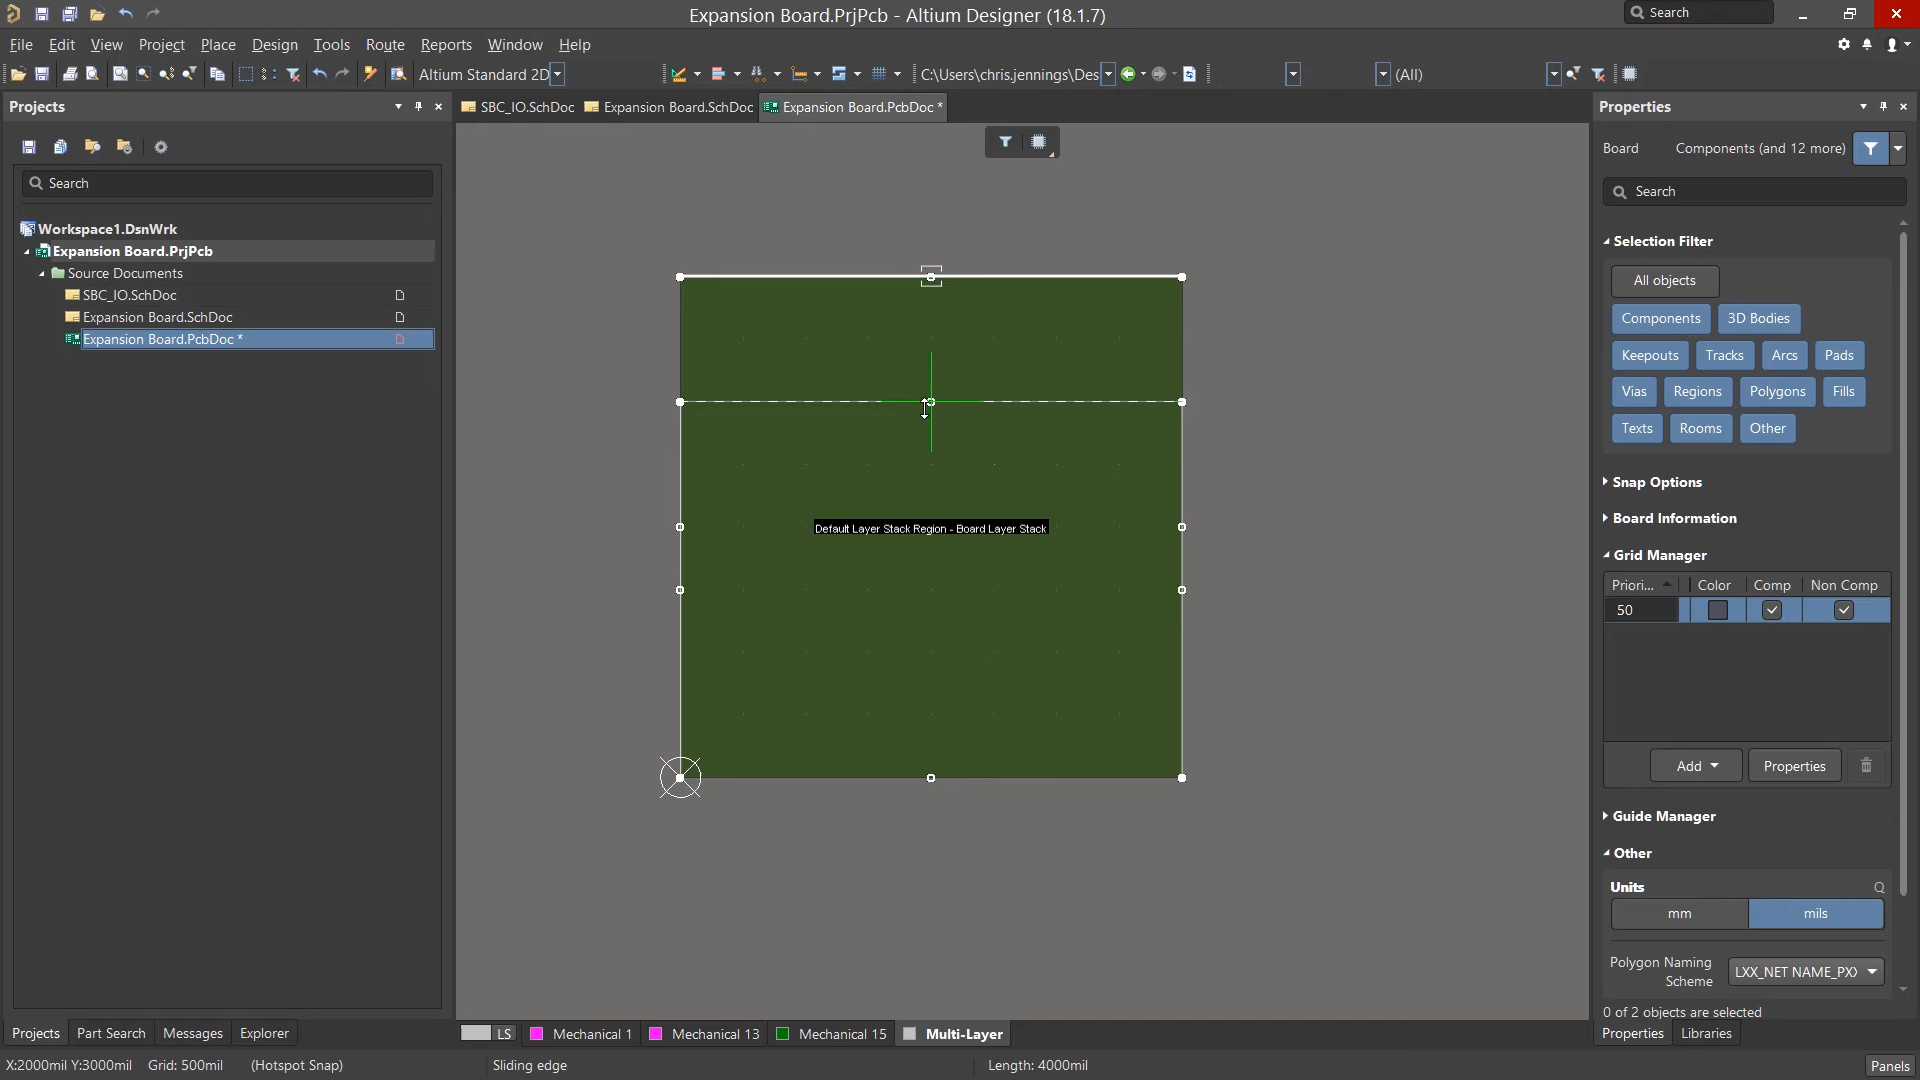 Expansion Board.PrjPcb - Altium Designer (18.1.7)
Search
File Edit View Project Place Design Tools Route Reports Window Help
Altium Standard 2D
C:\Users\chris.jennings\Des
(All)
Projects
SBC_IO.SchDoc
Expansion Board.SchDoc
Expansion Board.PcbDoc *
Search
Workspace1.DsnWrk
Expansion Board.PrjPcb
Source Documents
SBC_IO.SchDoc
Expansion Board.SchDoc
Expansion Board.PcbDoc *
Default Layer Stack Region - Board Layer Stack
Properties
Board Components (and 12 more)
Search
Selection Filter
All objects
Components 3D Bodies
Keepouts Tracks Arcs Pads
Vias Regions Polygons Fills
Texts Rooms Other
Snap Options
Board Information
Grid Manager
Priori... Color Comp Non Comp
50
Add Properties
Guide Manager
Other
Units
mm mils
Polygon Naming
Scheme
LXX_NET NAME_PXX
0 of 2 objects are selected
Projects Part Search Messages Explorer
LS Mechanical 1 Mechanical 13 Mechanical 15 Multi-Layer
Properties Libraries
X:2000mil Y:3000mil Grid: 500mil (Hotspot Snap) Sliding edge Length: 4000mil Panels